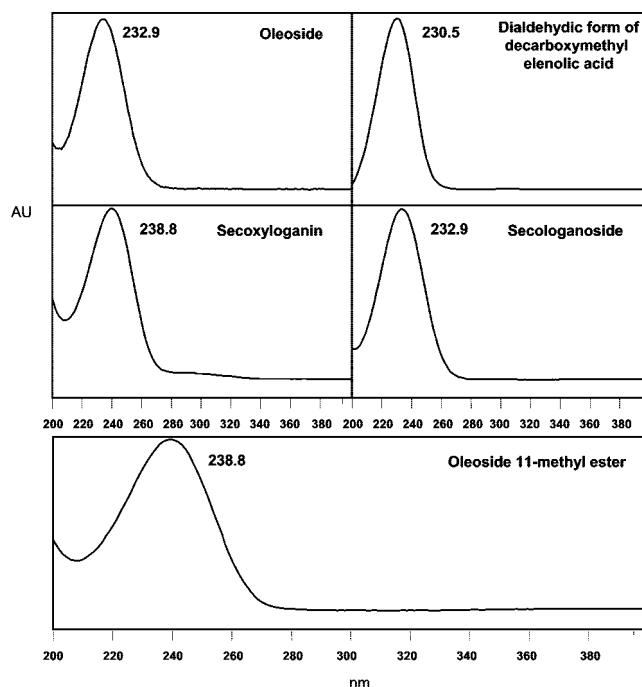 232.9
Oleoside
230.5
Dialdehydic form of
decarboxymethyl
elenolic acid
AU
238.8
Secoxyloganin
232.9
Secologanoside
200 220 240 260 280 300 320 340 360 380 200 220 240 260 280 300 320 340 360 380
238.8
Oleoside 11-methyl ester
200 220 240 260 280 300 320 340 360 380
nm